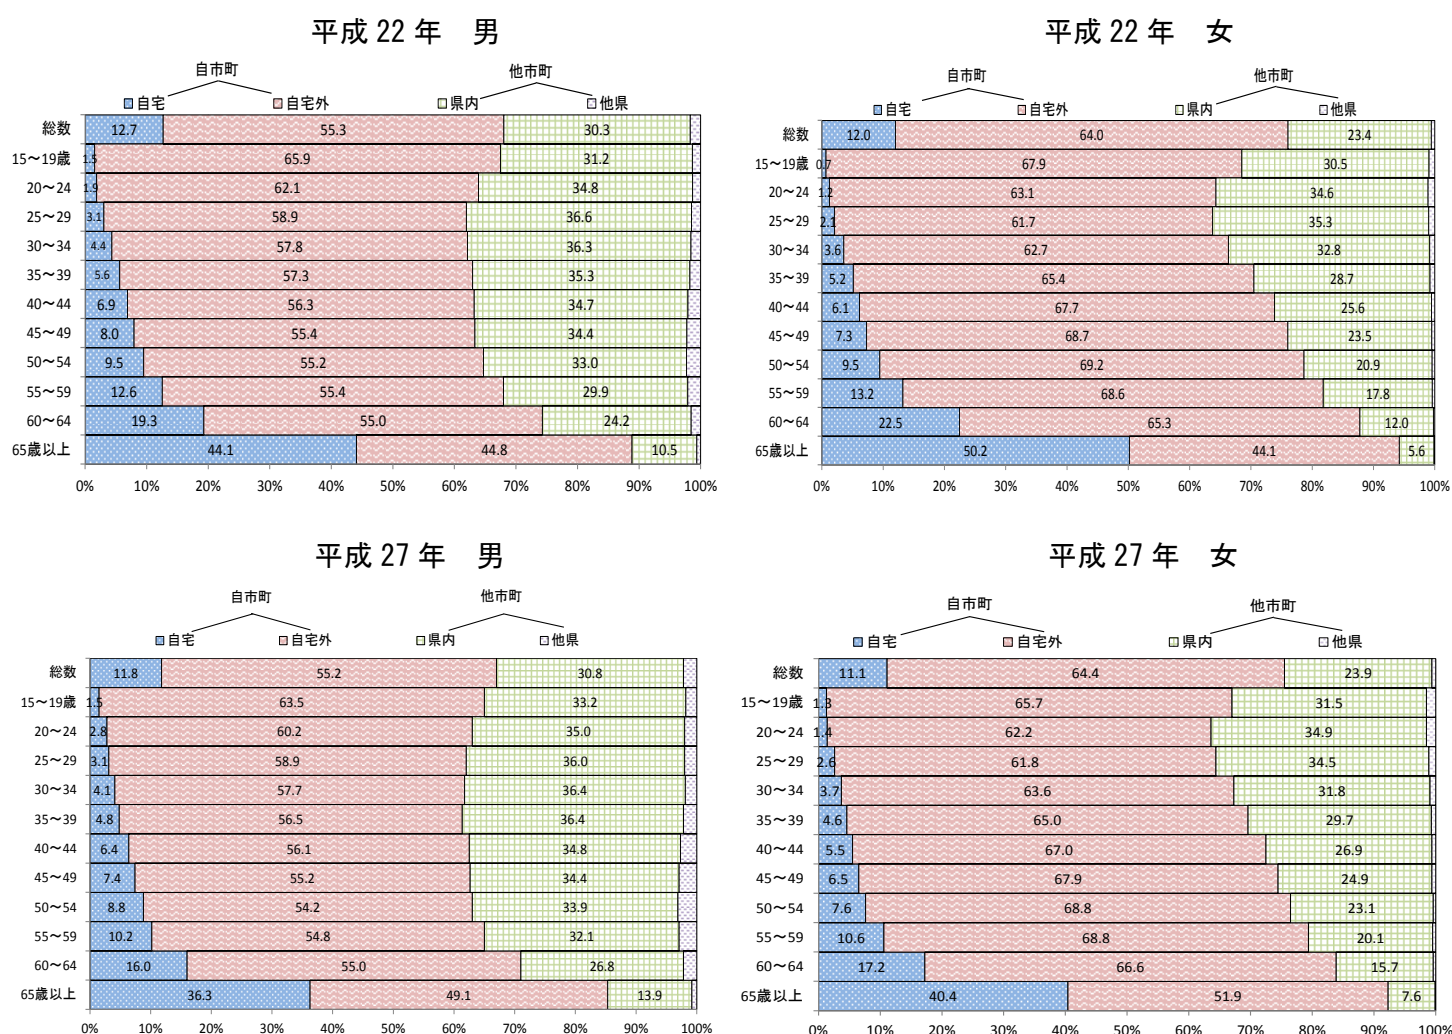 平成 22 年　男
自市町 他市町
自宅 自宅外 県内 他県
総数 12.7 55.3 30.3
15～19歳 1.5 65.9 31.2
20～24 1.9 62.1 34.8
25～29 3.1 58.9 36.6
30～34 4.4 57.8 36.3
35～39 5.6 57.3 35.3
40～44 6.9 56.3 34.7
45～49 8.0 55.4 34.4
50～54 9.5 55.2 33.0
55～59 12.6 55.4 29.9
60～64 19.3 55.0 24.2
65歳以上 44.1 44.8 10.5
0% 10% 20% 30% 40% 50% 60% 70% 80% 90% 100%
平成 22 年　女
自市町 他市町
自宅 自宅外 県内 他県
総数 12.0 64.0 23.4
15～19歳 0.7 67.9 30.5
20～24 1.2 63.1 34.6
25～29 2.1 61.7 35.3
30～34 3.6 62.7 32.8
35～39 5.2 65.4 28.7
40～44 6.1 67.7 25.6
45～49 7.3 68.7 23.5
50～54 9.5 69.2 20.9
55～59 13.2 68.6 17.8
60～64 22.5 65.3 12.0
65歳以上 50.2 44.1 5.6
0% 10% 20% 30% 40% 50% 60% 70% 80% 90% 100%
平成 27 年　男
自市町 他市町
自宅 自宅外 県内 他県
総数 11.8 55.2 30.8
15～19歳 1.5 63.5 33.2
20～24 2.8 60.2 35.0
25～29 3.1 58.9 36.0
30～34 4.1 57.7 36.4
35～39 4.8 56.5 36.4
40～44 6.4 56.1 34.8
45～49 7.4 55.2 34.4
50～54 8.8 54.2 33.9
55～59 10.2 54.8 32.1
60～64 16.0 55.0 26.8
65歳以上 36.3 49.1 13.9
0% 10% 20% 30% 40% 50% 60% 70% 80% 90% 100%
平成 27 年　女
自市町 他市町
自宅 自宅外 県内 他県
総数 11.1 64.4 23.9
15～19歳 1.3 65.7 31.5
20～24 1.4 62.2 34.9
25～29 2.6 61.8 34.5
30～34 3.7 63.6 31.8
35～39 4.6 65.0 29.7
40～44 5.5 67.0 26.9
45～49 6.5 67.9 24.9
50～54 7.6 68.8 23.1
55～59 10.6 68.8 20.1
60～64 17.2 66.6 15.7
65歳以上 40.4 51.9 7.6
0% 10% 20% 30% 40% 50% 60% 70% 80% 90% 100%